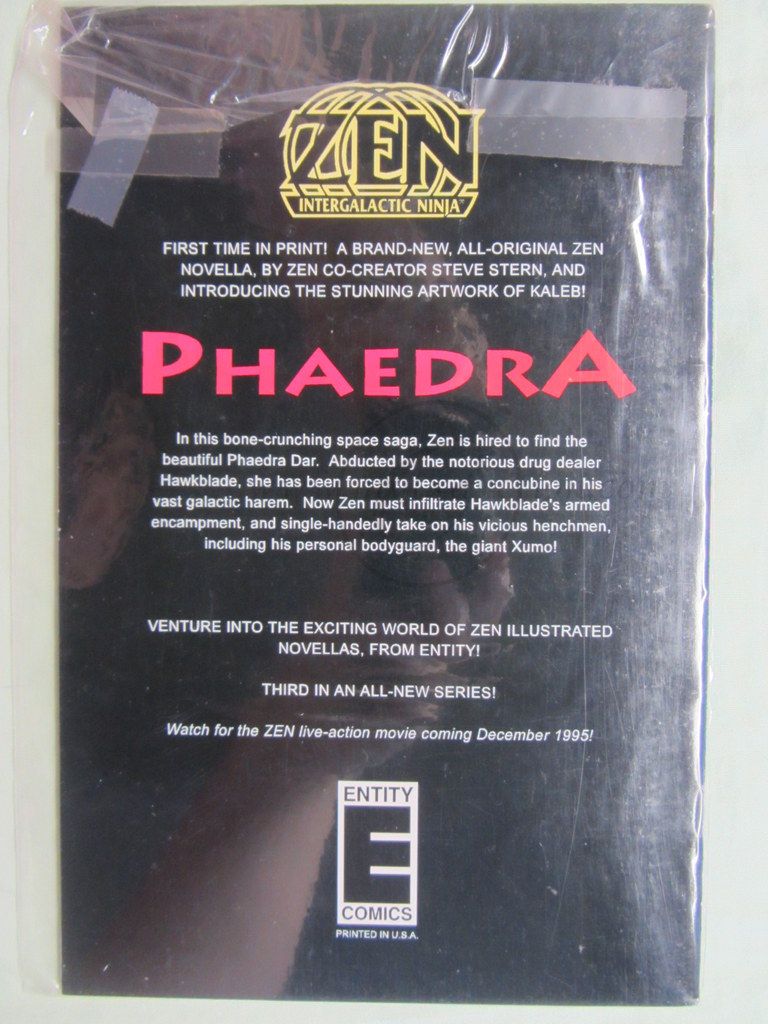 ZEN
INTERGALACTIC NINJA
FIRST TIME IN PRINT! A BRAND-NEW, ALL-ORIGINAL ZEN
NOVELLA, BY ZEN CO-CREATOR STEVE STERN, AND
INTRODUCING THE STUNNING ARTWORK OF KALEB!
PHAEDRA
In this bone-crunching space saga, Zen is hired to find the
beautiful Phaedra Dar. Abducted by the notorious drug dealer
Hawkblade, she has been forced to become a concubine in his
vast galactic harem. Now Zen must infiltrate Hawkblade's armed
encampment, and single-handedly take on his vicious henchmen,
including his personal bodyguard, the giant Xumo!
VENTURE INTO THE EXCITING WORLD OF ZEN ILLUSTRATED
NOVELLAS, FROM ENTITY!
THIRD IN AN ALL-NEW SERIES!
Watch for the ZEN live-action movie coming December 1995!
ENTITY
E
COMICS
PRINTED IN U.S.A.